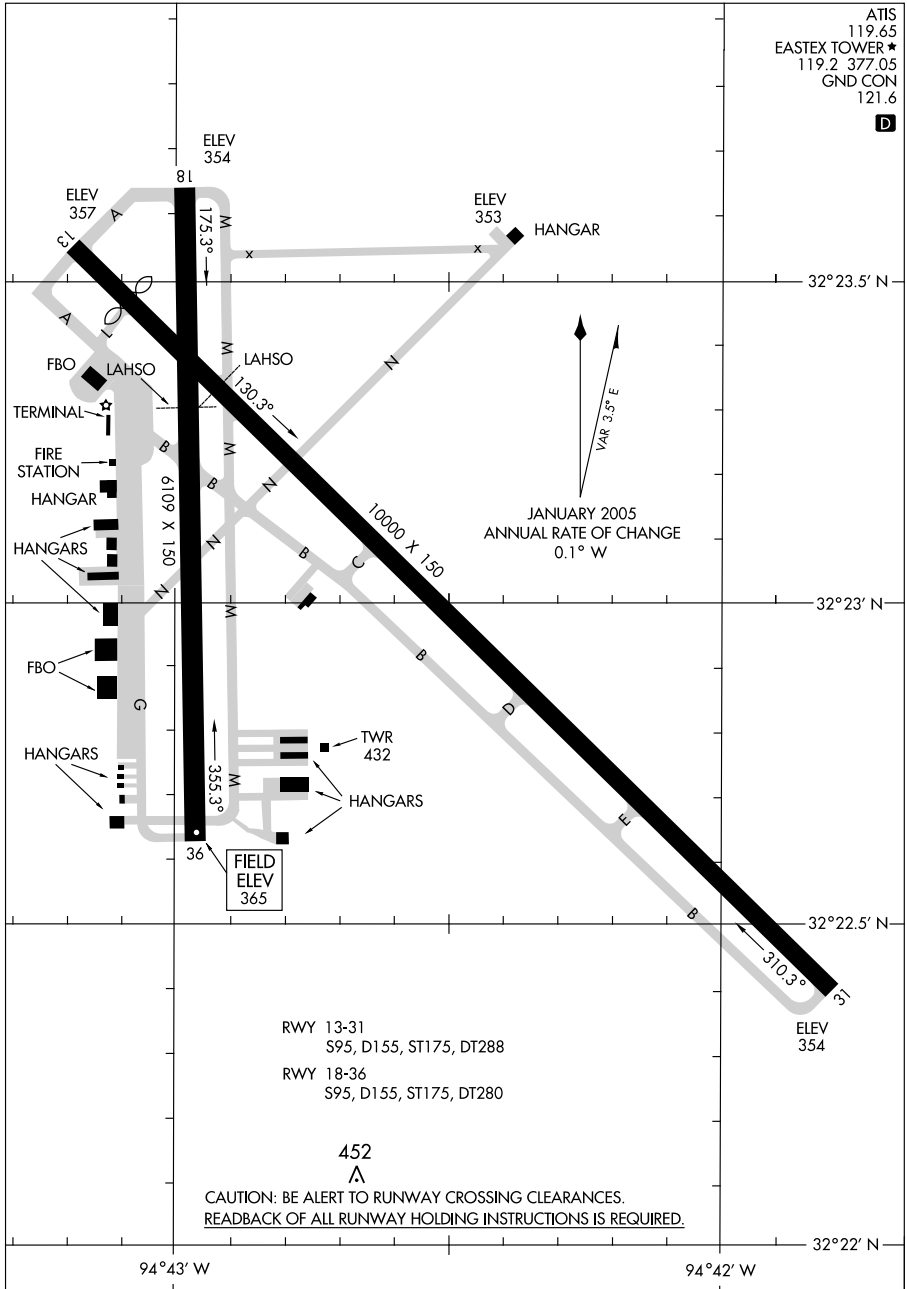 ATIS
119.65
EASTEX TOWER ★
119.2 377.05
GND CON
121.6
D
ELEV
354
18
175.3°
ELEV
357
13
A
A
L
M
M
M
M
M
X
X
ELEV
353
HANGAR
32°23.5' N
FBO
LAHSO
LAHSO
130.3°
N
TERMINAL
FIRE
STATION
HANGAR
HANGARS
B
B
N
N
N
6109 X 150
10000 X 150
VAR 3.5° E
JANUARY 2005
ANNUAL RATE OF CHANGE
0.1° W
B
C
32°23' N
FBO
G
B
D
HANGARS
TWR
432
HANGARS
355.3°
E
36
FIELD
ELEV
365
B
32°22.5' N
310.3°
31
ELEV
354
RWY 13-31
S95, D155, ST175, DT288
RWY 18-36
S95, D155, ST175, DT280
452
CAUTION: BE ALERT TO RUNWAY CROSSING CLEARANCES.
READBACK OF ALL RUNWAY HOLDING INSTRUCTIONS IS REQUIRED.
32°22' N
94°43' W
94°42' W